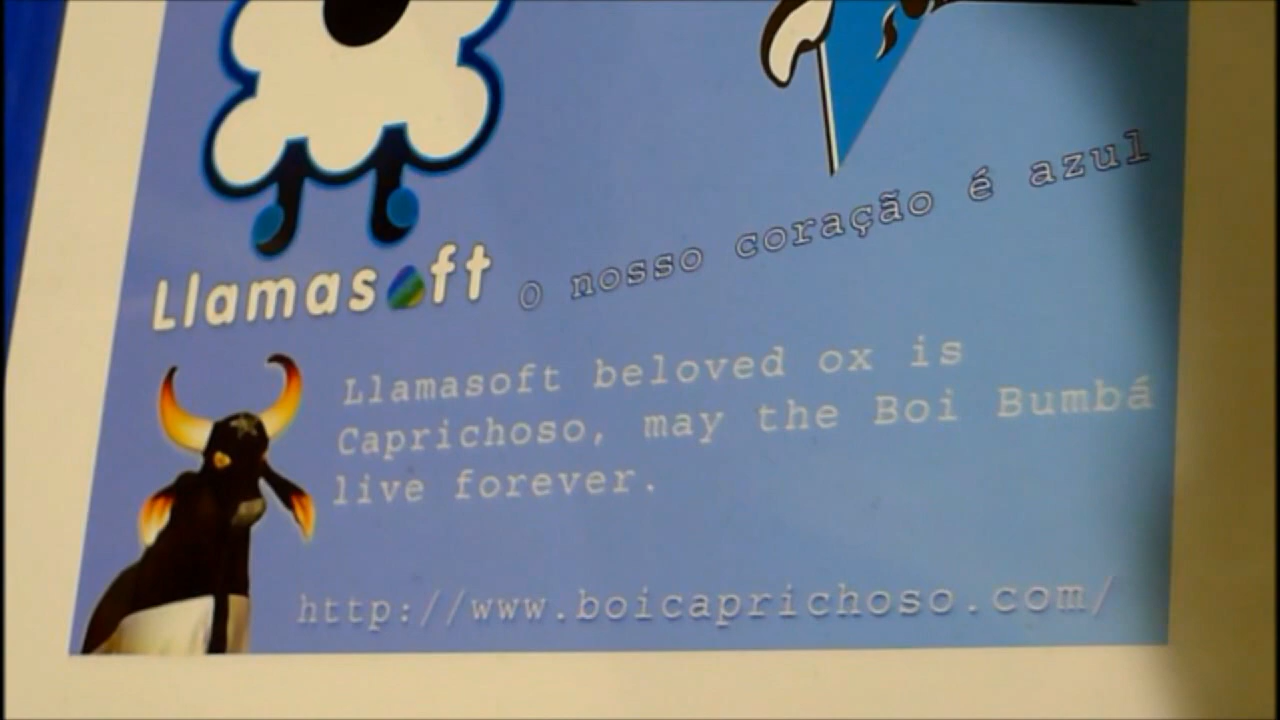 Llamasoft
O nosso coração é azul
Llamasoft beloved ox is
Caprichoso, may the Boi Bumbá
live forever.
http://www.boicaprichoso.com/